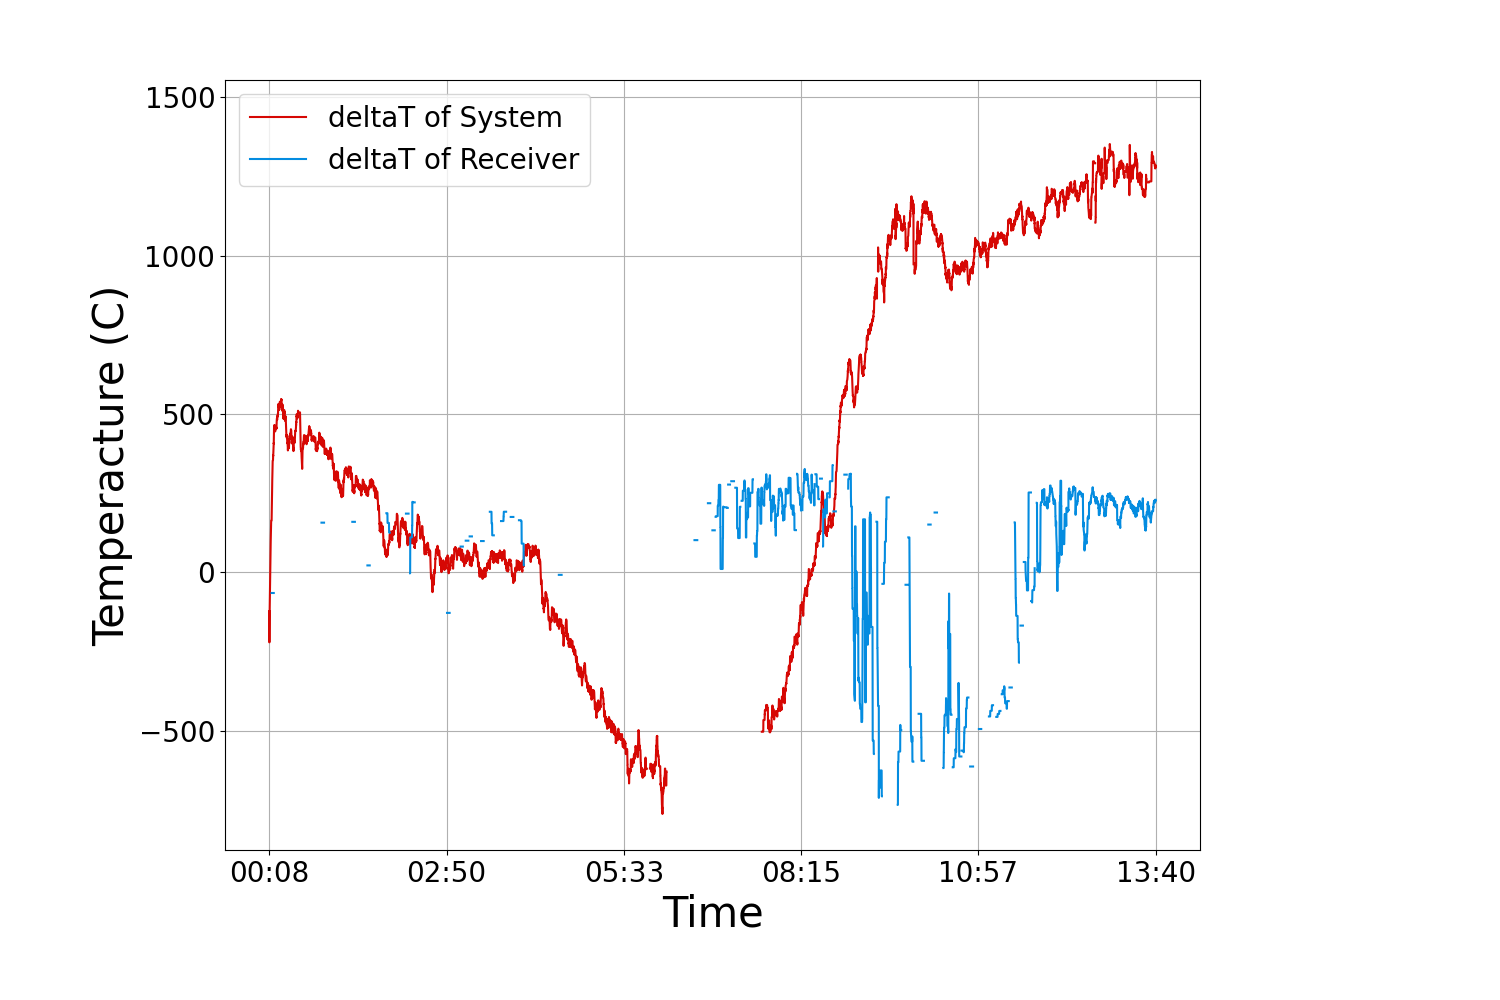 deltaT of System
deltaT of Receiver
1500
1000
500
0
−500
Temperacture (C)
00:08 02:50 05:33 08:15 10:57 13:40
Time